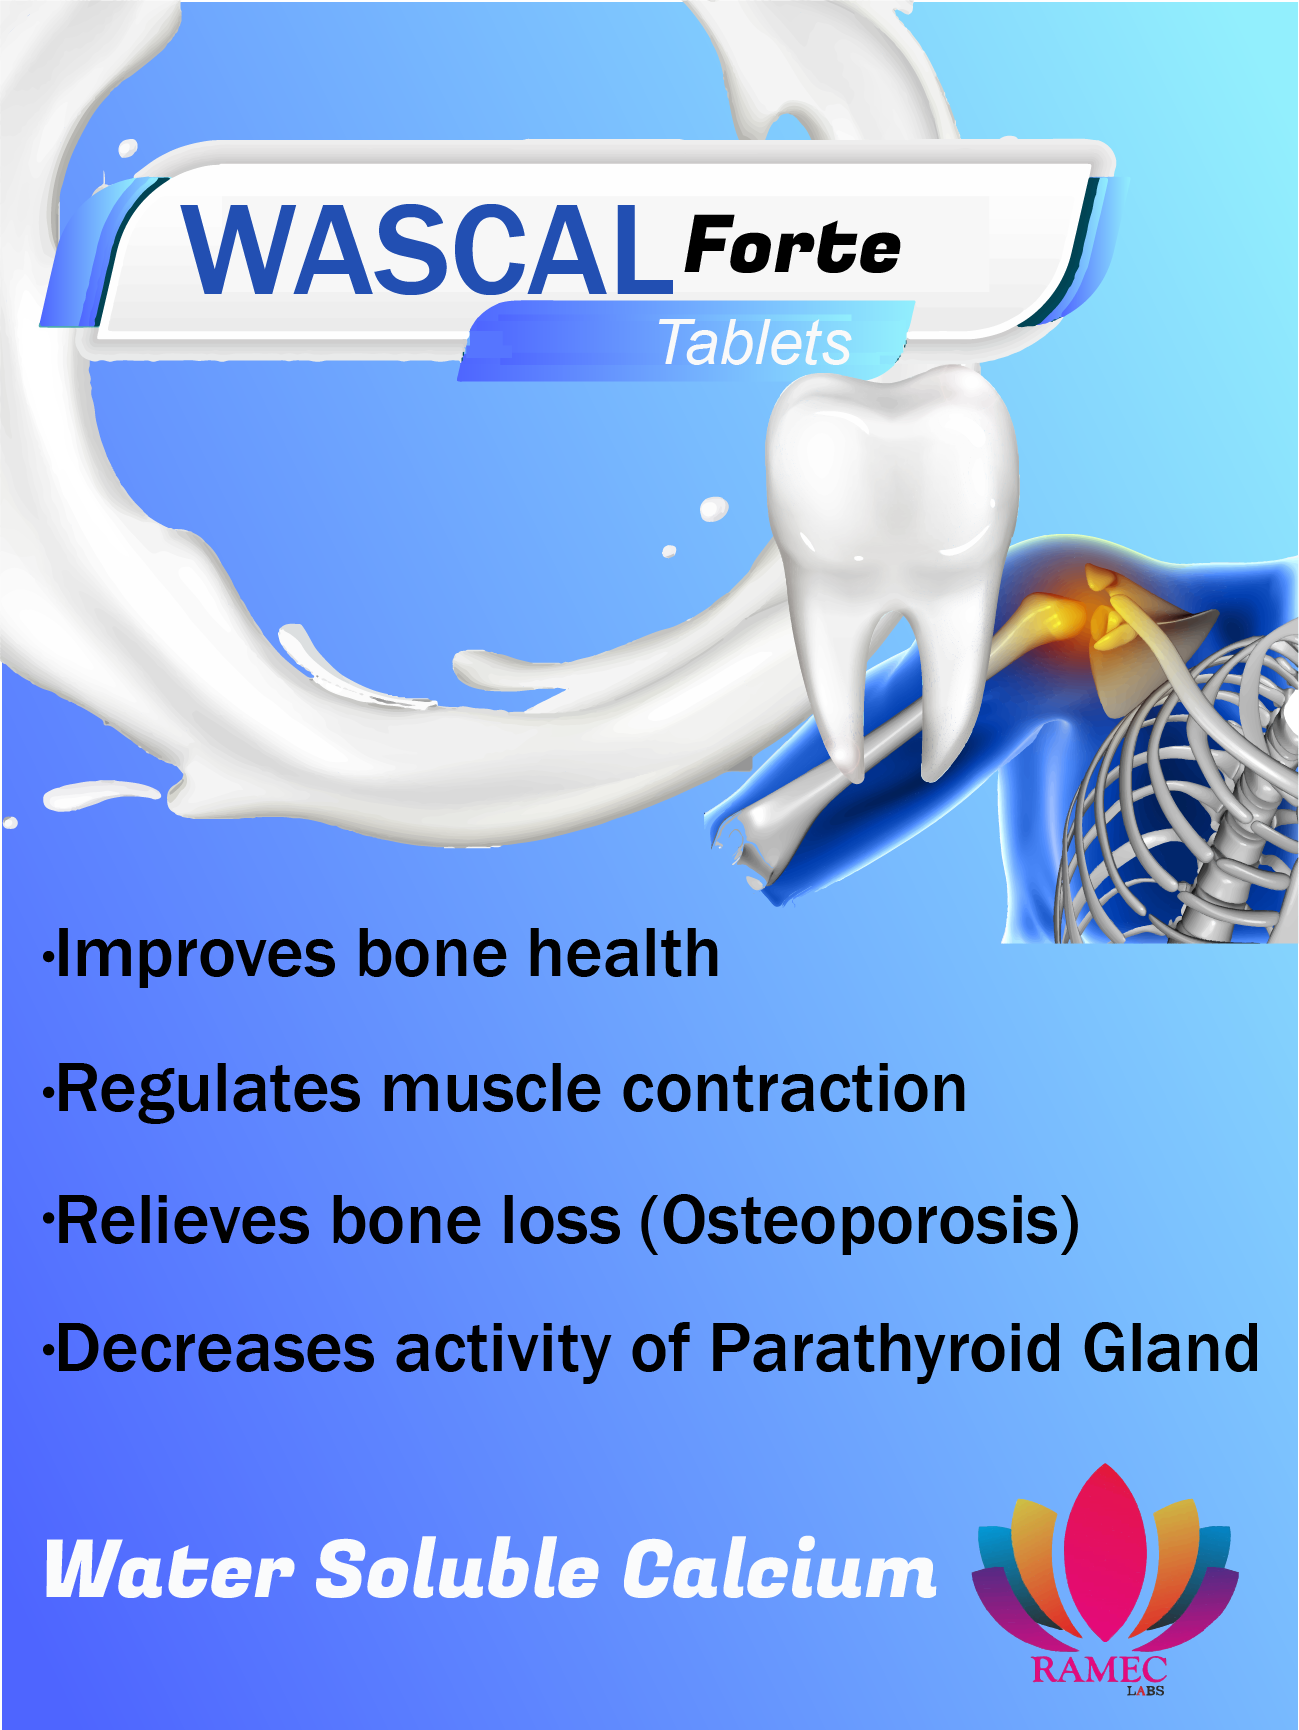 WASCAL Forte
Tablets
·Improves bone health
·Regulates muscle contraction
·Relieves bone loss (Osteoporosis)
·Decreases activity of Parathyroid Gland
Water Soluble Calcium
RAMEC
LABS